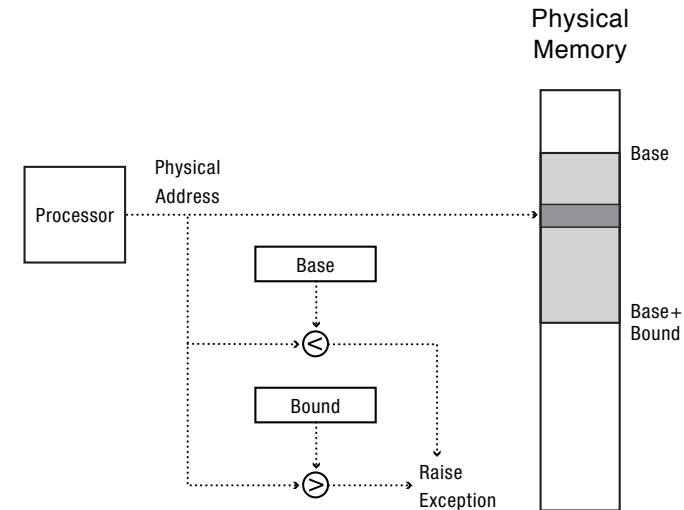 Physical
Memory
Base
Physical
Address
Processor
Base
<
Base+
Bound
Bound
>
Raise
Exception